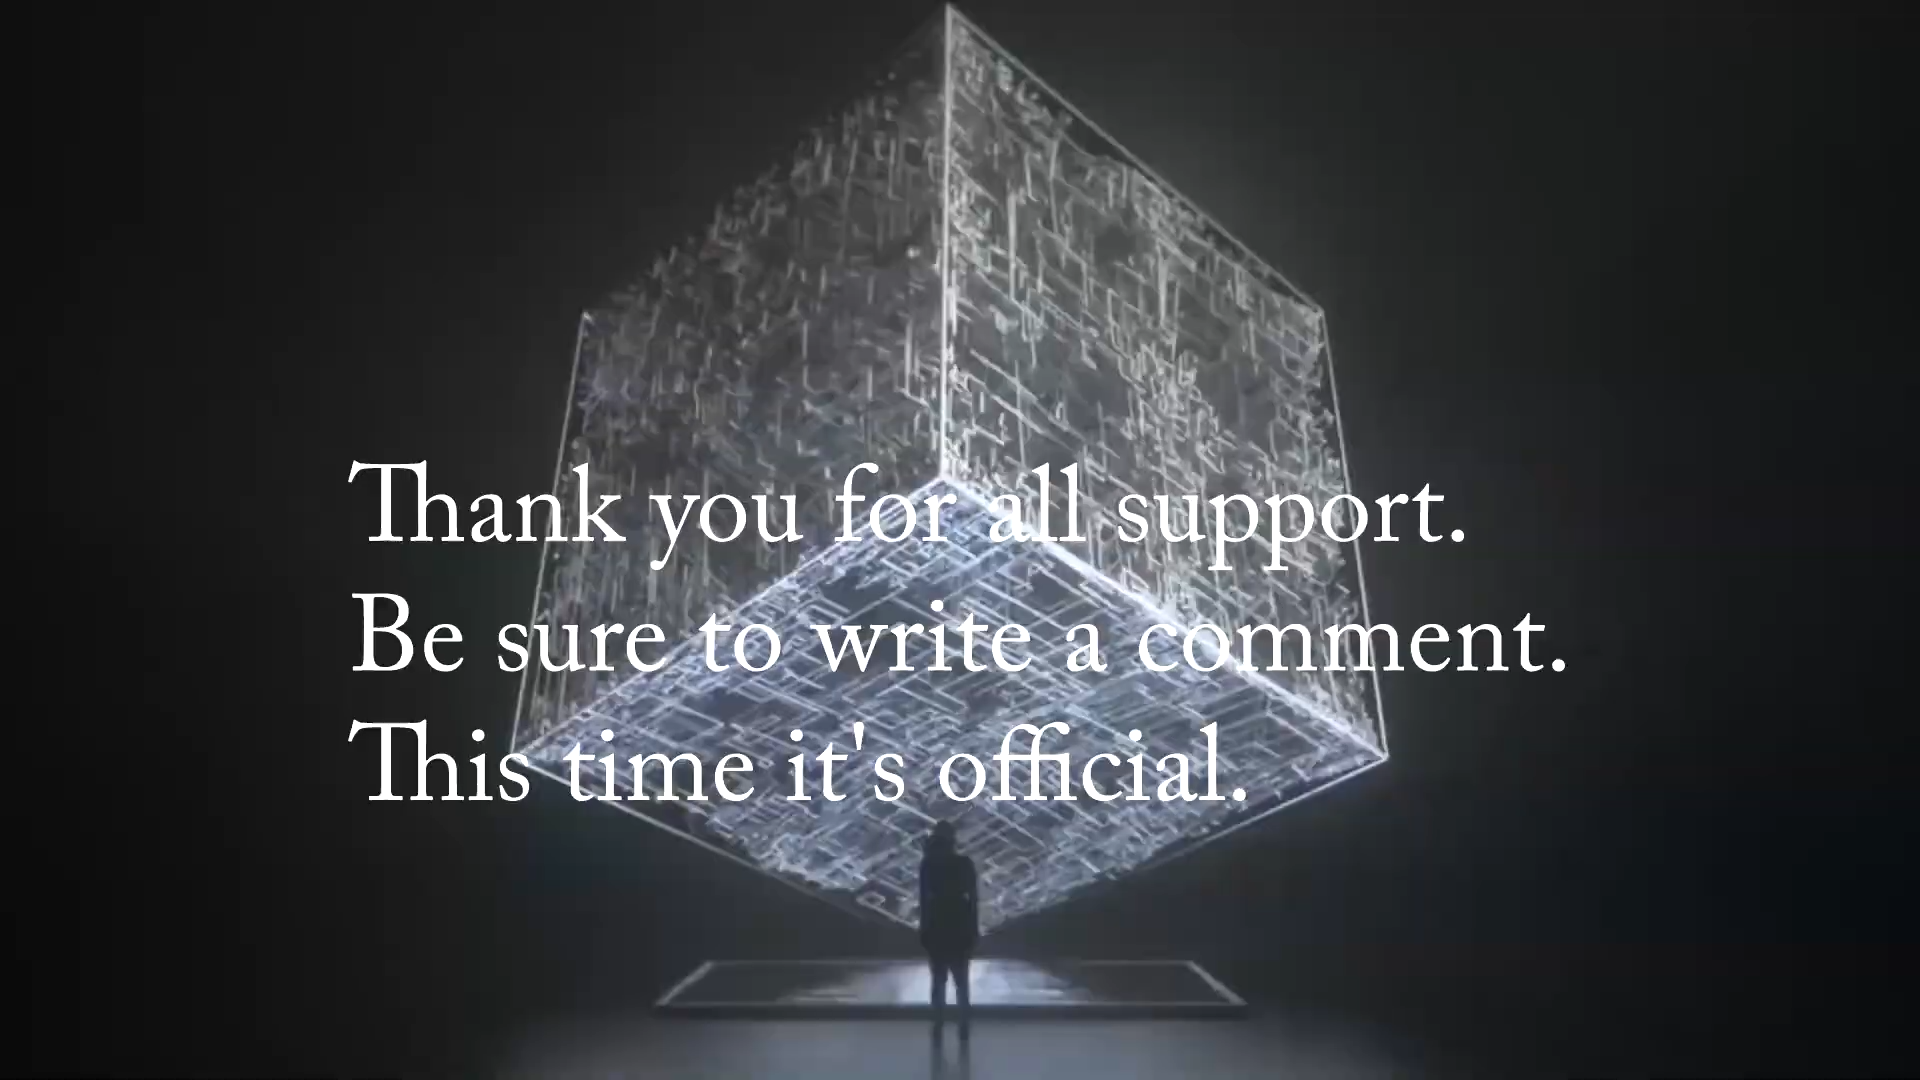 Thank you for all support.
Be sure to write a comment.
This time it's official.